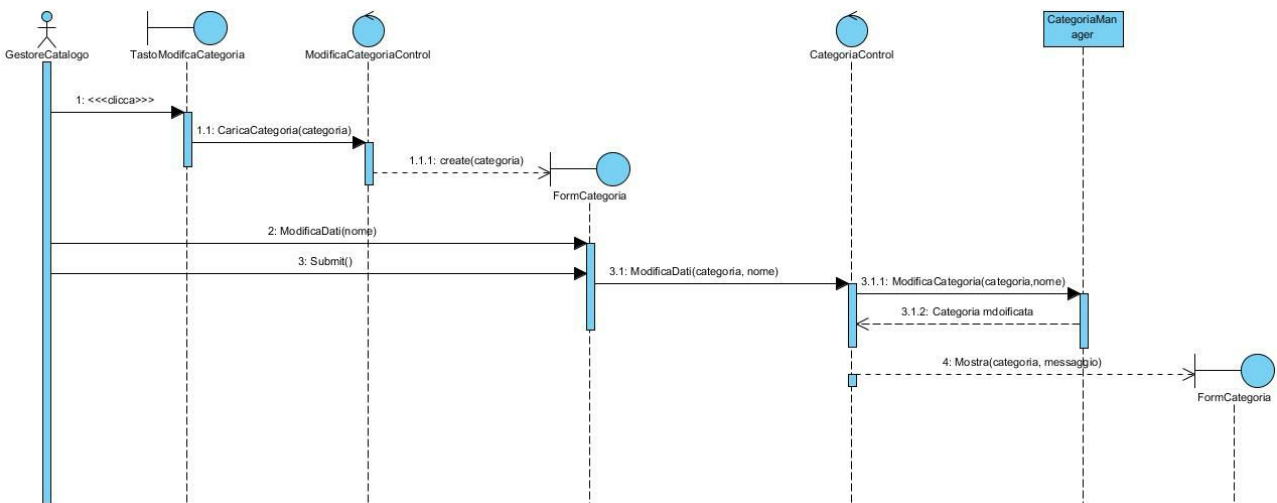 GestoreCatalogo
TastoModifcaCategoria
ModificaCategoriaControl
CategoriaControl
CategoriaMan
ager
1: <<<clicca>>>
1.1: CaricaCategoria(categoria)
1.1.1: create(categoria)
FormCategoria
2: ModificaDati(nome)
3: Submit()
3.1: ModificaDati(categoria, nome)
3.1.1: ModificaCategoria(categoria,nome)
3.1.2: Categoria mdoificata
4: Mostra(categoria, messaggio)
FormCategoria